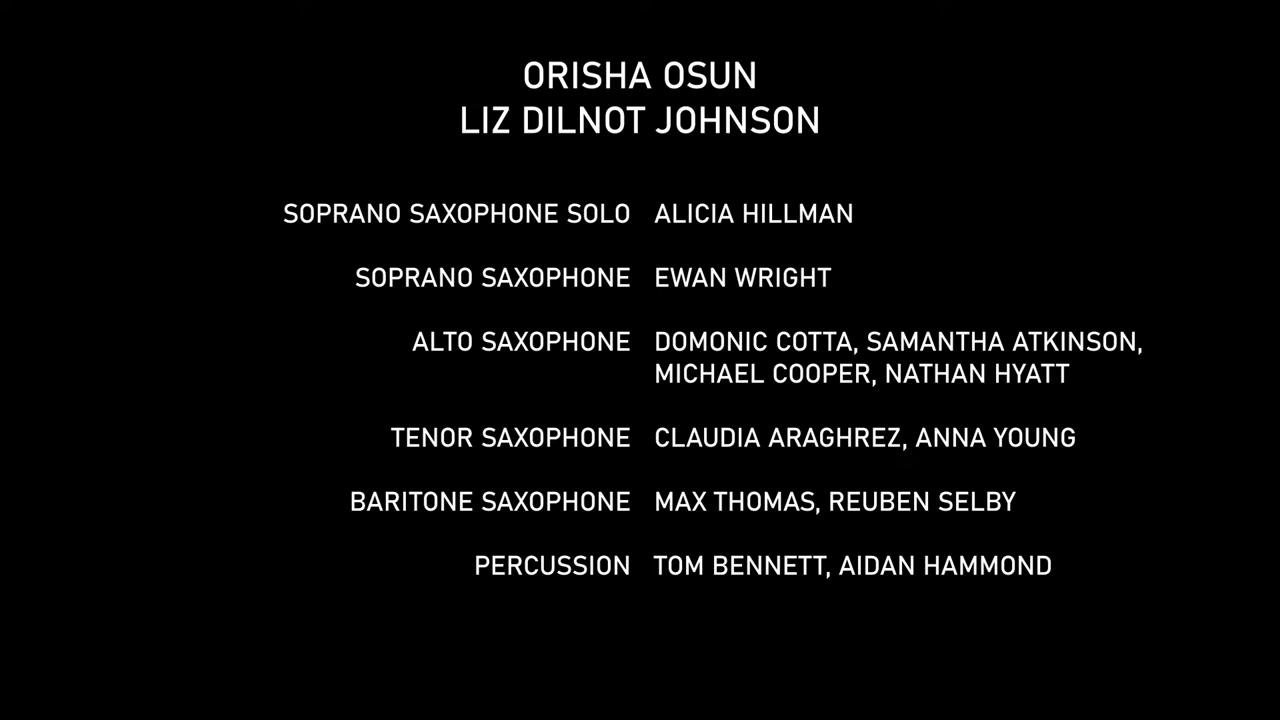 ORISHA OSUN
LIZ DILNOT JOHNSON
SOPRANO SAXOPHONE SOLO ALICIA HILLMAN
SOPRANO SAXOPHONE EWAN WRIGHT
ALTO SAXOPHONE DOMONIC COTTA, SAMANTHA ATKINSON,
MICHAEL COOPER, NATHAN HYATT
TENOR SAXOPHONE CLAUDIA ARAGHREZ, ANNA YOUNG
BARITONE SAXOPHONE MAX THOMAS, REUBEN SELBY
PERCUSSION TOM BENNETT, AIDAN HAMMOND